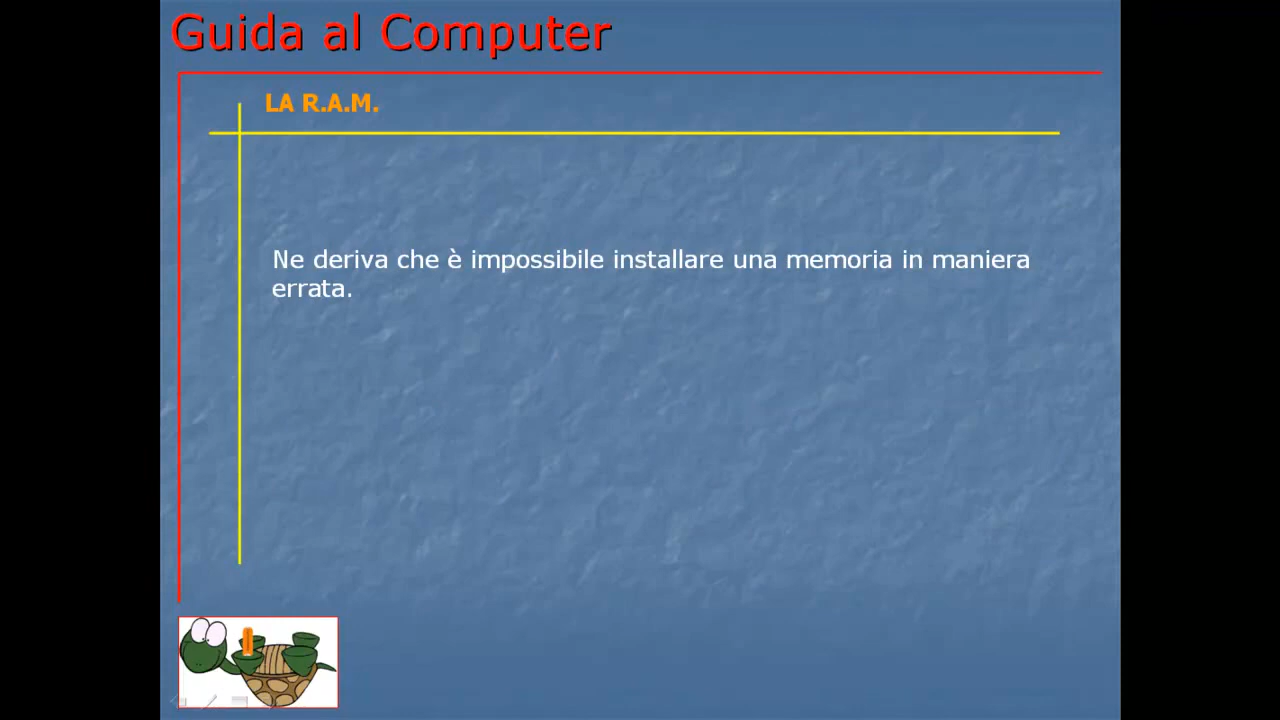 Guida al Computer
LA R.A.M.
Ne deriva che è impossibile installare una memoria in maniera
errata.